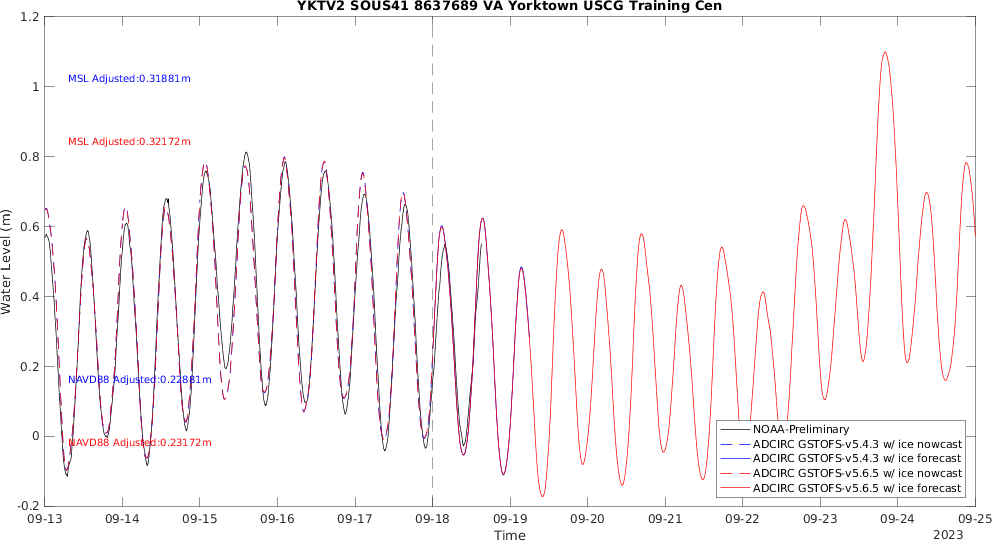 YKTV2 SOUS41 8637689 VA Yorktown USCG Training Cen
1.2
1
0.8
0.6
0.4
0.2
0
-0.2
Water Level (m)
MSL Adjusted:0.31881m
MSL Adjusted:0.32172m
NAVD88 Adjusted:0.22881m
NAVD88 Adjusted:0.23172m
NOAA-Preliminary
ADCIRC GSTOFS-v5.4.3 w/ ice nowcast
ADCIRC GSTOFS-v5.4.3 w/ ice forecast
ADCIRC GSTOFS-v5.6.5 w/ ice nowcast
ADCIRC GSTOFS-v5.6.5 w/ ice forecast
09-13 09-14 09-15 09-16 09-17 09-18 09-19 09-20 09-21 09-22 09-23 09-24 09-25
Time
2023